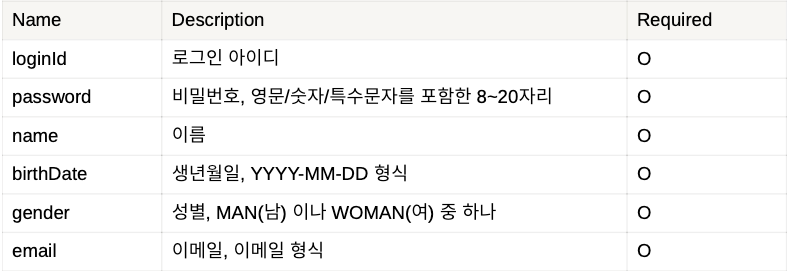 Name Description Required
loginId 로그인 아이디 O
password 비밀번호, 영문/숫자/특수문자를 포함한 8~20자리 O
name 이름 O
birthDate 생년월일, YYYY-MM-DD 형식 O
gender 성별, MAN(남) 이나 WOMAN(여) 중 하나 O
email 이메일, 이메일 형식 O